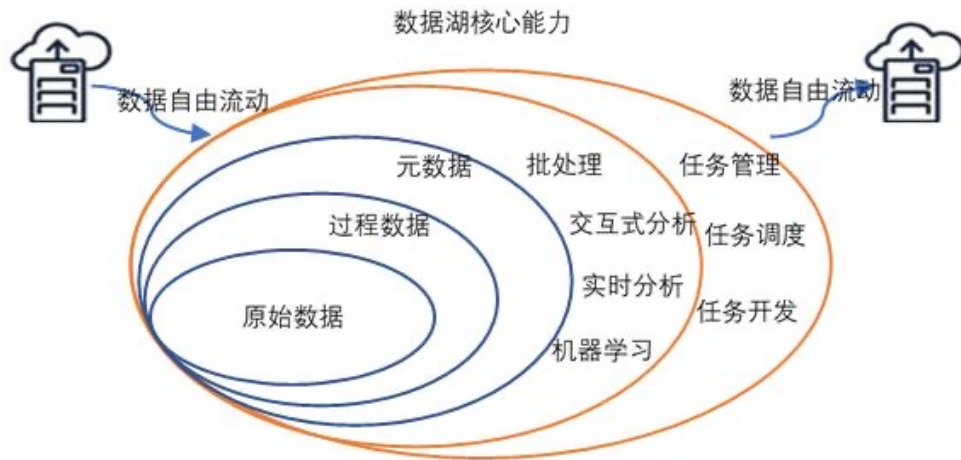 数据湖核心能力
数据自由流动
数据自由流动
元数据
批处理
任务管理
过程数据
交互式分析
任务调度
实时分析
原始数据
任务开发
机器学习